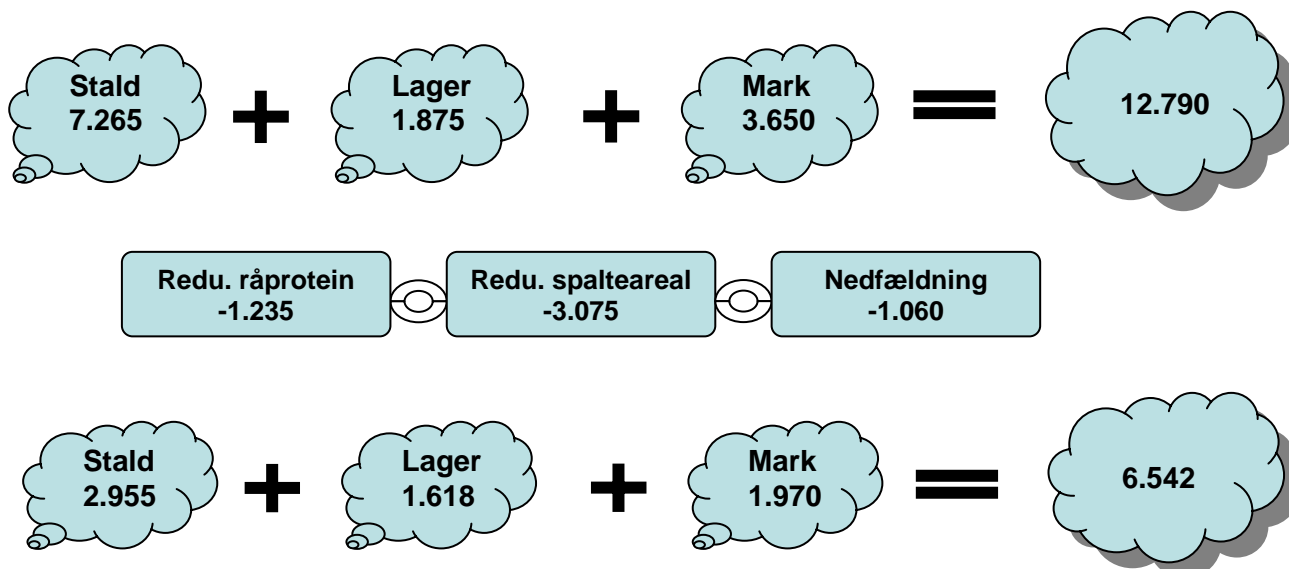 Stald
7.265
+
Lager
1.875
+
Mark
3.650
=
12.790
Redu. råprotein
-1.235
Redu. spalteareal
-3.075
Nedfældning
-1.060
Stald
2.955
+
Lager
1.618
+
Mark
1.970
=
6.542